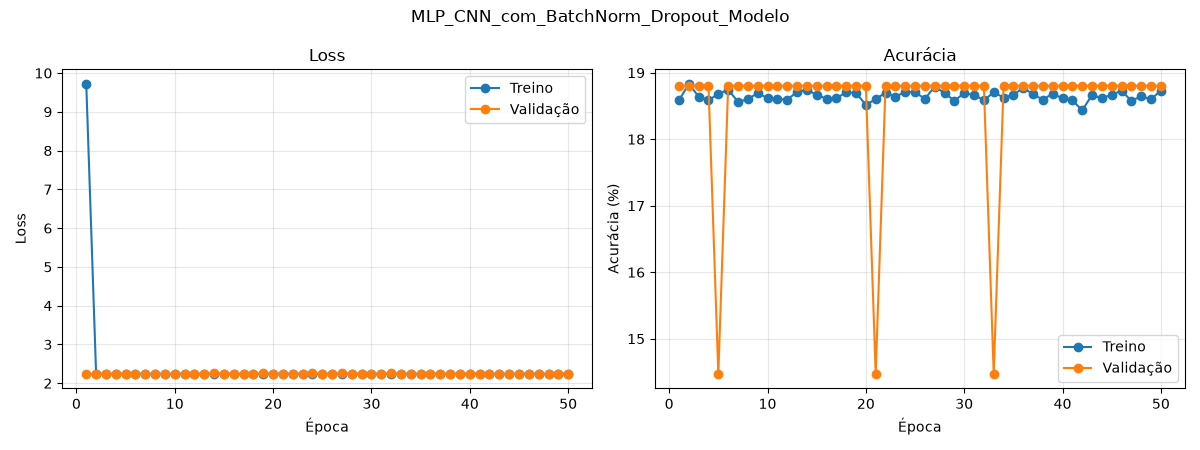 MLP_CNN_com_BatchNorm_Dropout_Modelo
Loss
10
9
8
7
6
5
4
3
2
Loss
0
10
20
30
40
50
Época
Treino
Validação
Acurácia
19
18
17
16
15
Acurácia (%)
0
10
20
30
40
50
Época
Treino
Validação